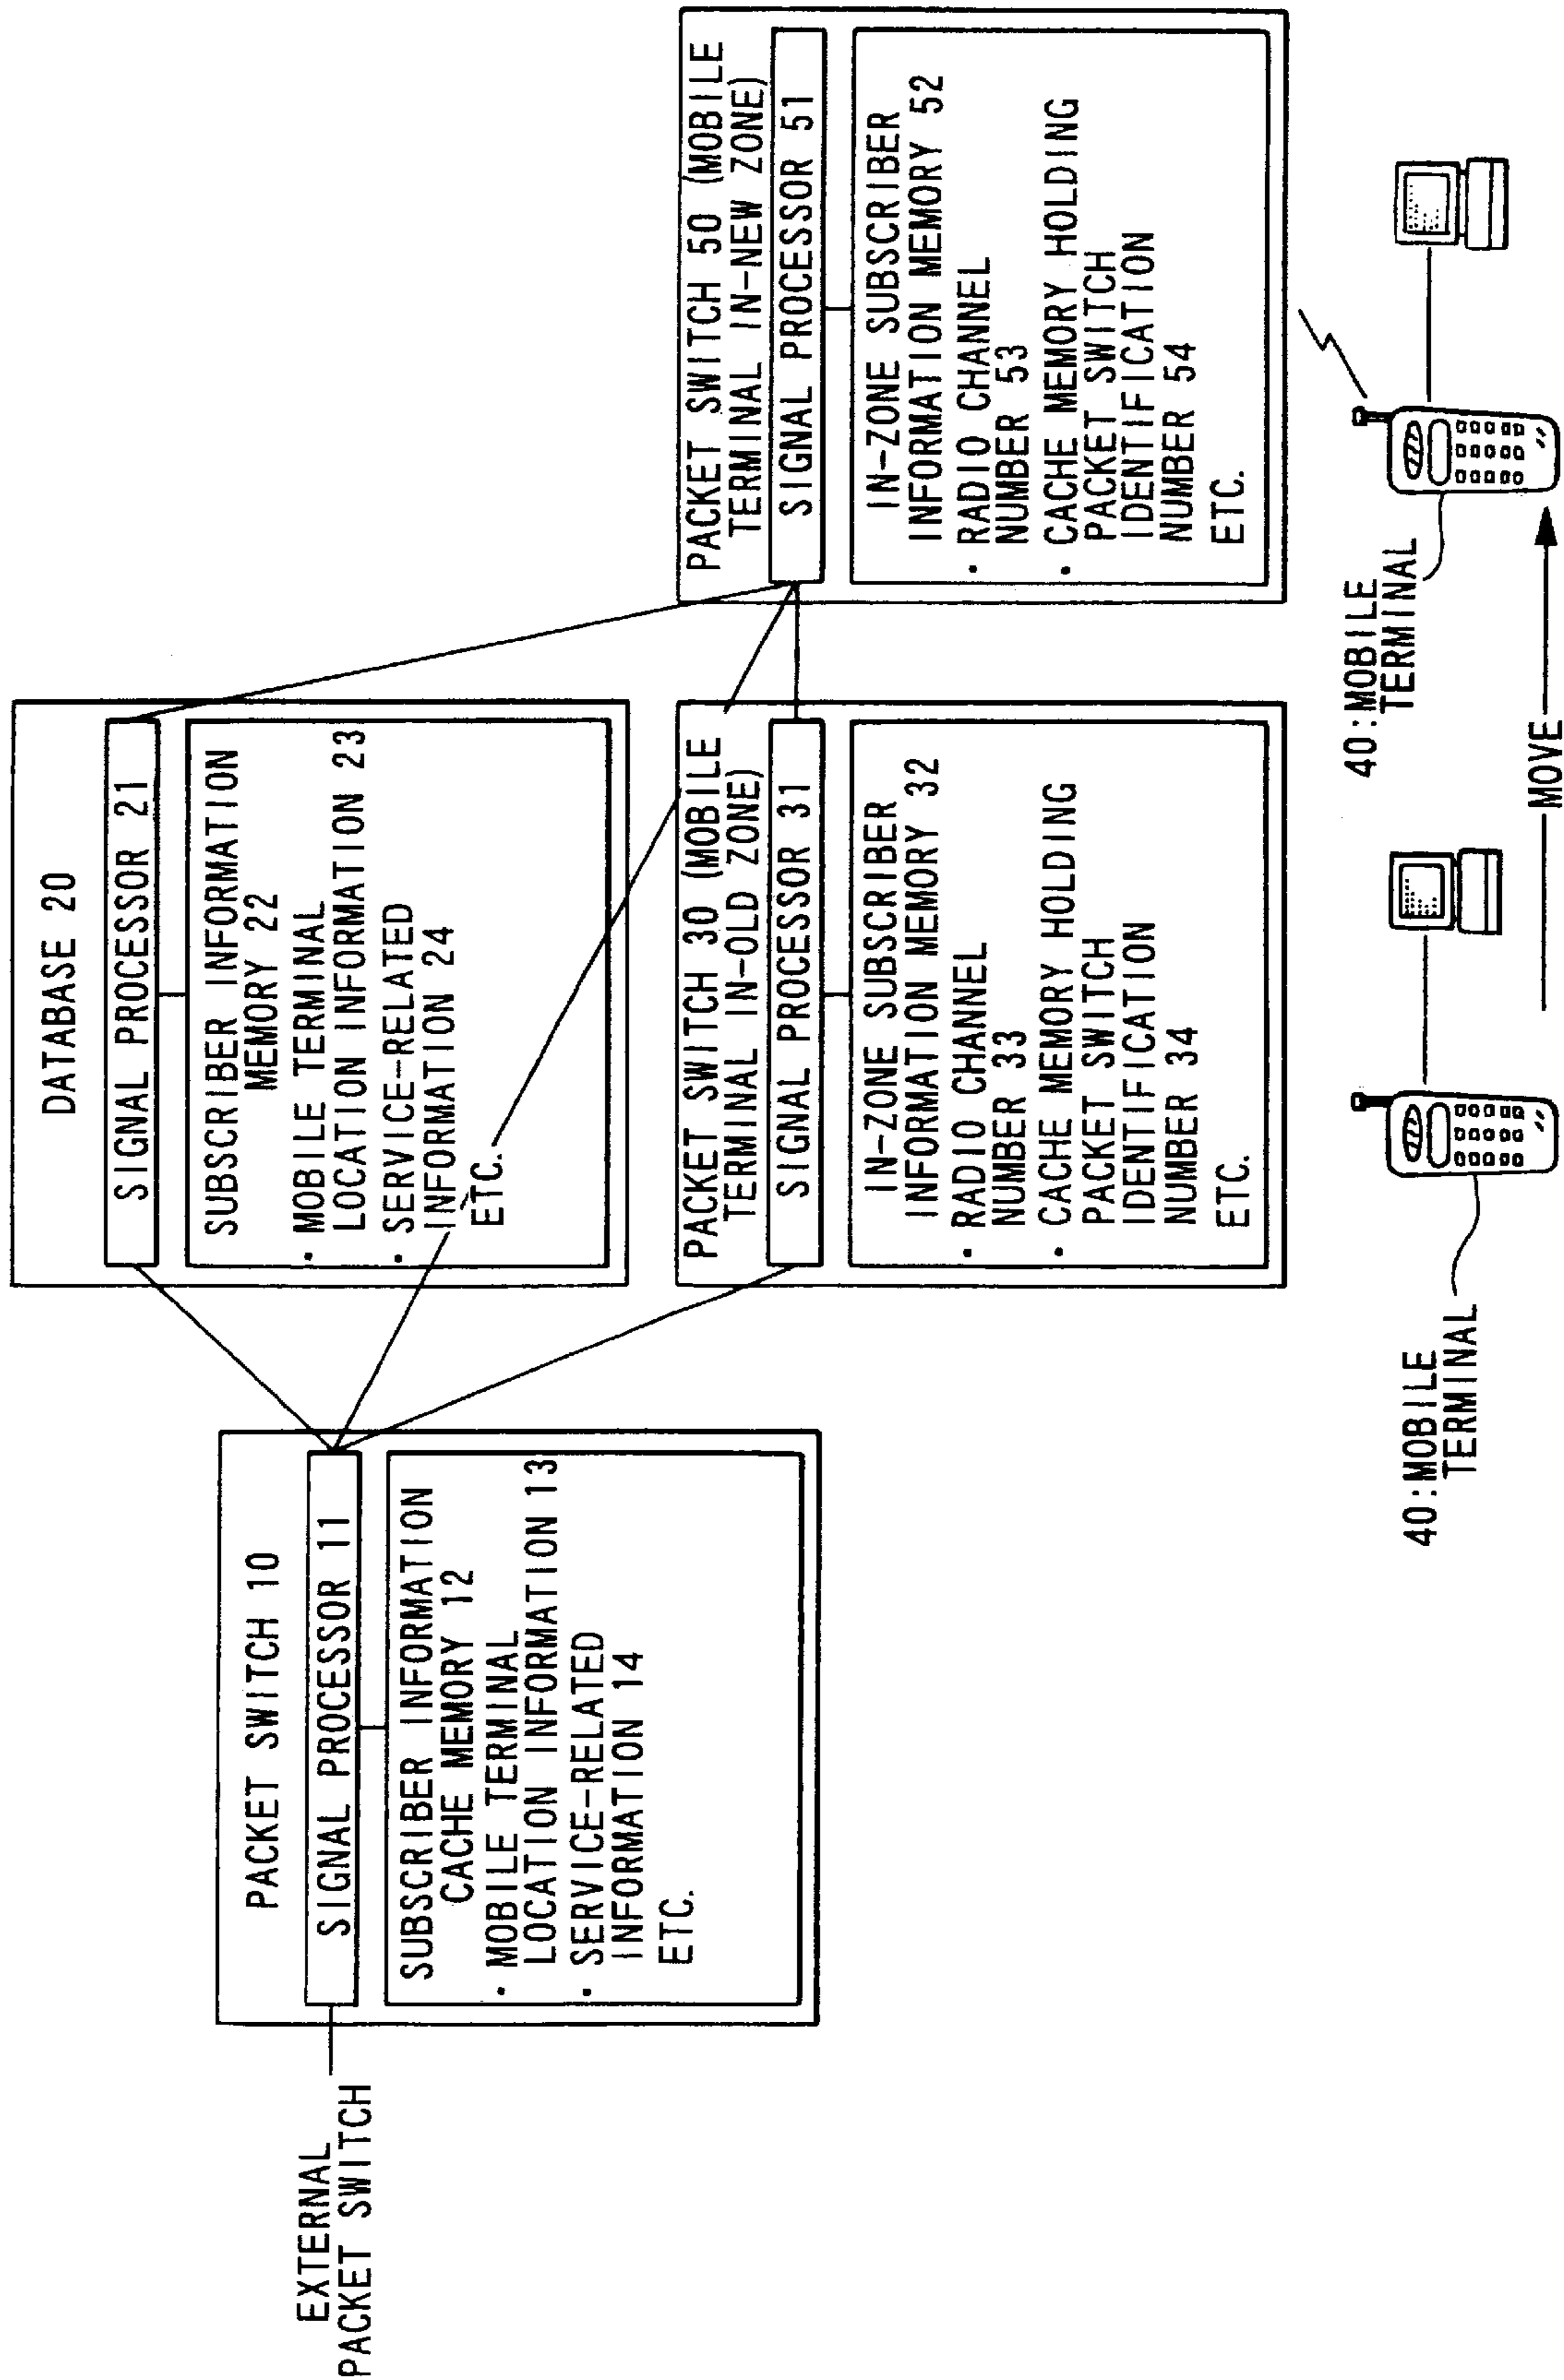 EXTERNAL
PACKET SWITCH
PACKET SWITCH 10
SIGNAL PROCESSOR 11
SUBSCRIBER INFORMATION
CACHE MEMORY 12
・MOBILE TERMINAL
LOCATION INFORMATION 13
・SERVICE-RELATED
INFORMATION 14
ETC.
DATABASE 20
SIGNAL PROCESSOR 21
SUBSCRIBER INFORMATION
MEMORY 22
・MOBILE TERMINAL
LOCATION INFORMATION 23
・SERVICE-RELATED
INFORMATION 24
ETC.
PACKET SWITCH 30 (MOBILE
TERMINAL IN-OLD ZONE)
SIGNAL PROCESSOR 31
IN-ZONE SUBSCRIBER
INFORMATION MEMORY 32
・RADIO CHANNEL
NUMBER 33
・CACHE MEMORY HOLDING
PACKET SWITCH
IDENTIFICATION
NUMBER 34
ETC.
PACKET SWITCH 50 (MOBILE
TERMINAL IN-NEW ZONE)
SIGNAL PROCESSOR 51
IN-ZONE SUBSCRIBER
INFORMATION MEMORY 52
・RADIO CHANNEL
NUMBER 53
・CACHE MEMORY HOLDING
PACKET SWITCH
IDENTIFICATION
NUMBER 54
ETC.
40:MOBILE
TERMINAL
MOVE
40:MOBILE
TERMINAL